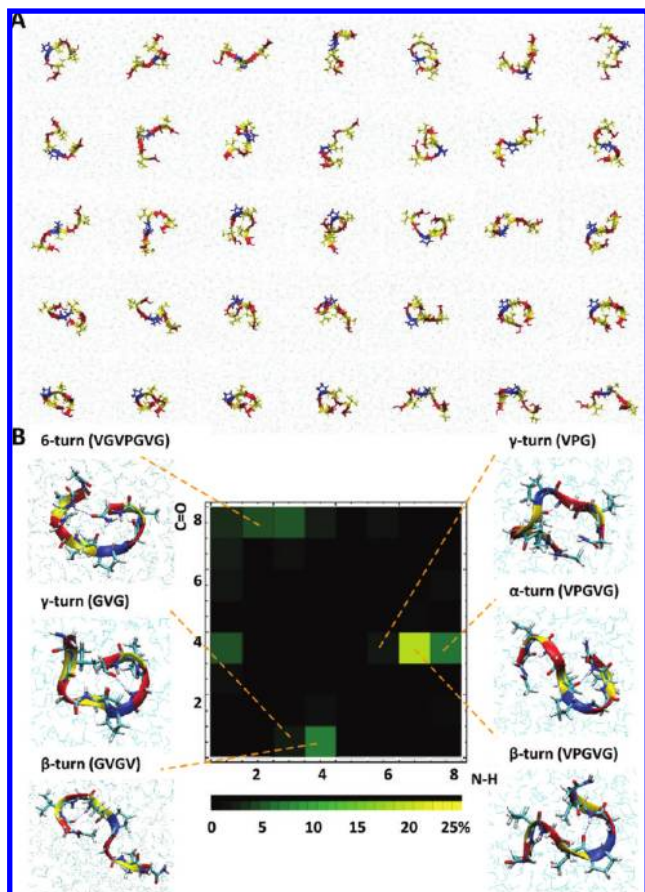 A
B
6-turn (VGVPGVG)
γ-turn (VPG)
C=O
8
6
4
2
γ-turn (GVG)
α-turn (VPGVG)
β-turn (GVGV)
β-turn (VPGVG)
2 4 6 8 N-H
0 5 10 15 20 25%